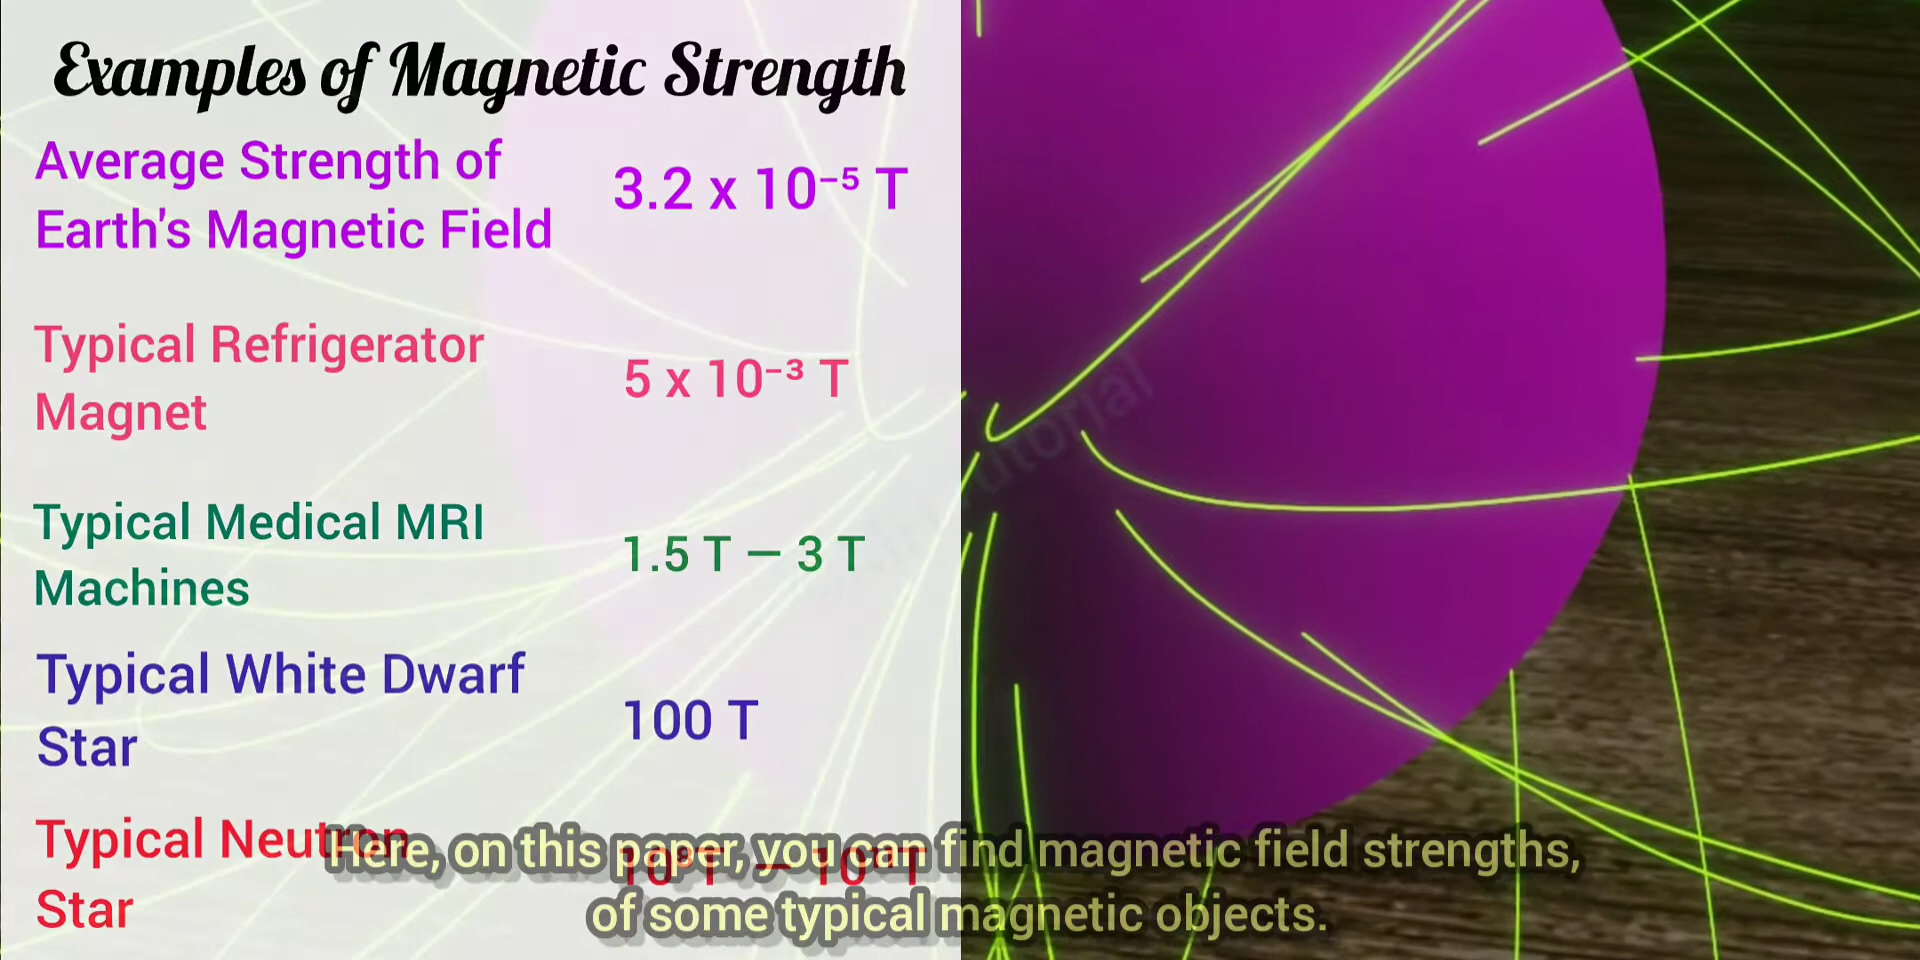 Examples of Magnetic Strength
Average Strength of
Earth's Magnetic Field
3.2 x 10⁻⁵ T
Typical Refrigerator
Magnet
5 x 10⁻³ T
Typical Medical MRI
Machines
1.5 T — 3 T
Typical White Dwarf
Star
100 T
Typical Neutron
Star
Here, on this paper, you can find magnetic field strengths,
of some typical magnetic objects.